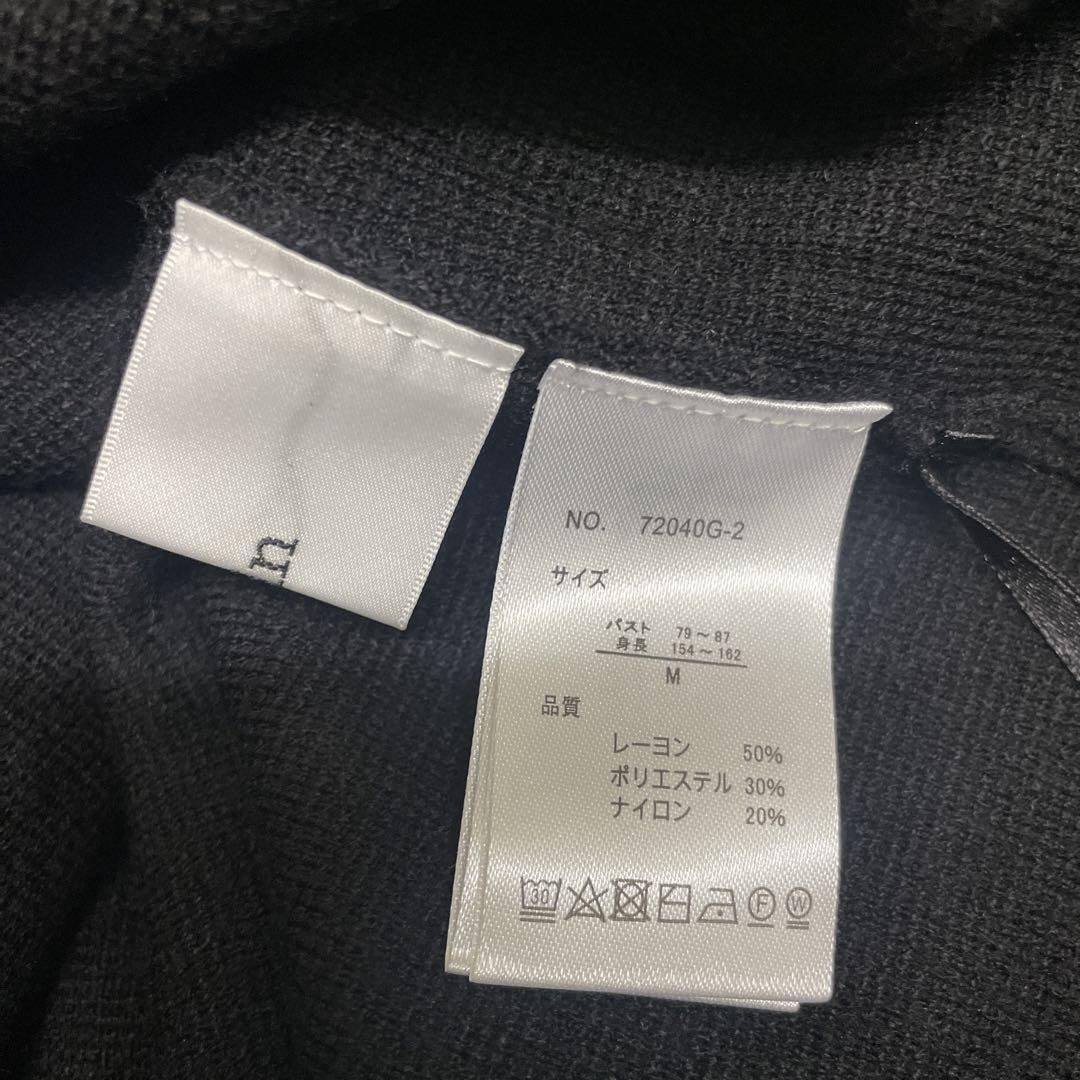 NO. 72040G-2
サイズ
バスト 79～87
身長 154～162
M
品質
レーヨン 50%
ポリエステル 30%
ナイロン 20%
30
F W